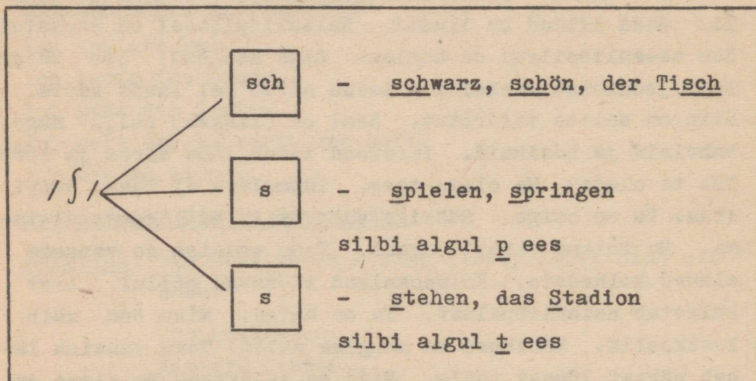 sch - schwarz, schön, der Tisch
/ʃ/ s - spielen, springen
silbi algul p ees
s - stehen, das Stadion
silbi algul t ees